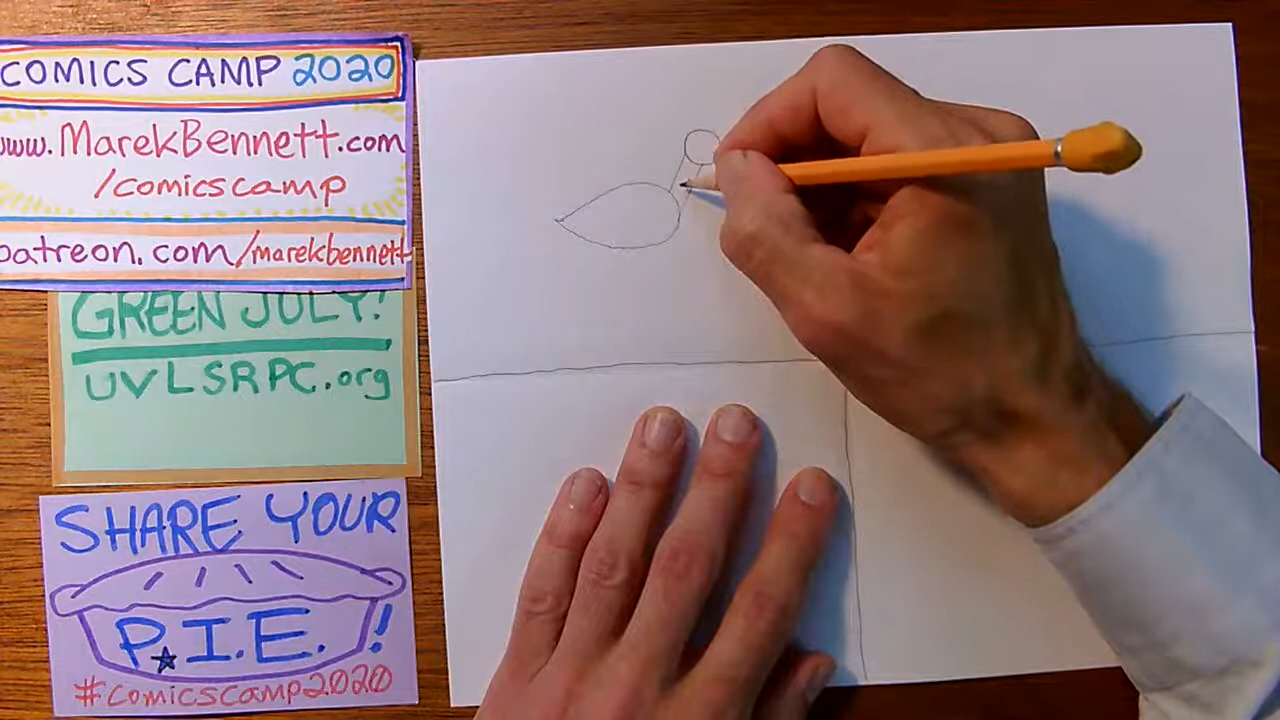 COMICS CAMP 2020
www.MarekBennett.com
/comicscamp
patreon.com/marekbennett
GREEN JULY!
UVLSRPC.org
SHARE YOUR
P.I.E.!
#comicscamp2020